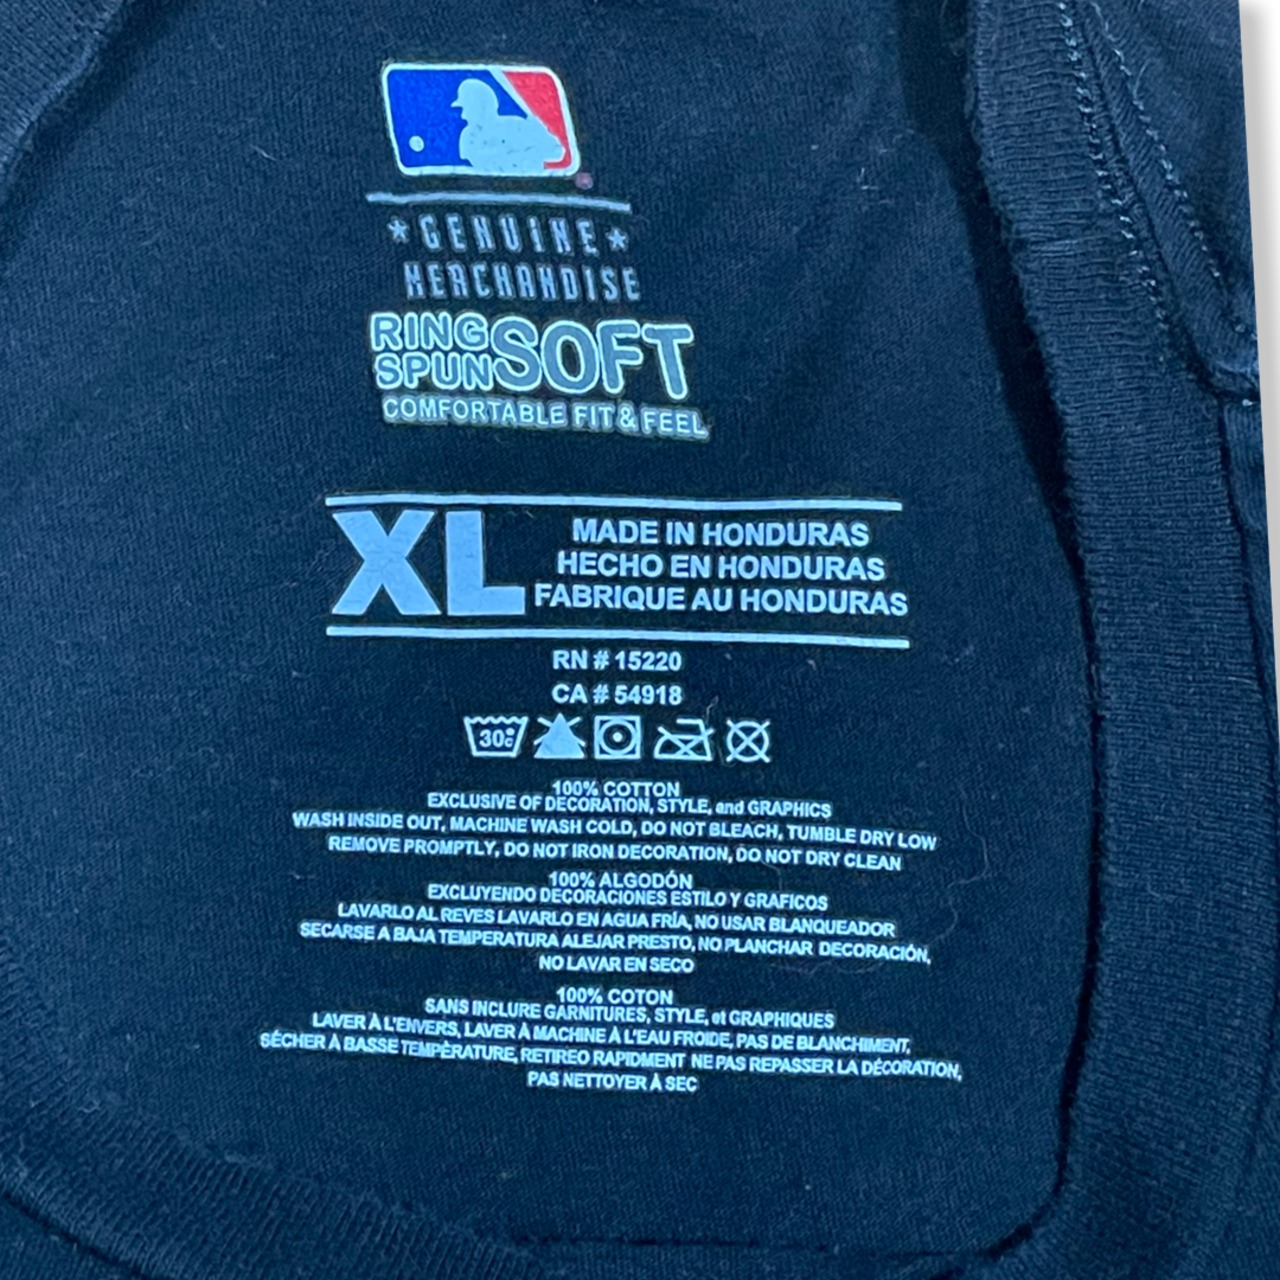 GENUINE
MERCHANDISE
RING
SPUN SOFT
COMFORTABLE FIT & FEEL
XL
MADE IN HONDURAS
HECHO EN HONDURAS
FABRIQUE AU HONDURAS
RN # 15220
CA # 54918
30c
100% COTTON
EXCLUSIVE OF DECORATION, STYLE, and GRAPHICS
WASH INSIDE OUT, MACHINE WASH COLD, DO NOT BLEACH, TUMBLE DRY LOW
REMOVE PROMPTLY, DO NOT IRON DECORATION, DO NOT DRY CLEAN
100% ALGODÓN
EXCLUYENDO DECORACIONES ESTILO Y GRAFICOS
LAVARLO AL REVES LAVARLO EN AGUA FRÍA, NO USAR BLANQUEADOR
SECARSE A BAJA TEMPERATURA ALEJAR PRESTO, NO PLANCHAR DECORACIÓN,
NO LAVAR EN SECO
100% COTON
SANS INCLURE GARNITURES, STYLE, et GRAPHIQUES
LAVER À L'ENVERS, LAVER À MACHINE À L'EAU FROIDE, PAS DE BLANCHIMENT,
SÉCHER À BASSE TEMPÈRATURE, RETIREO RAPIDMENT NE PAS REPASSER LA DÉCORATION,
PAS NETTOYER À SEC